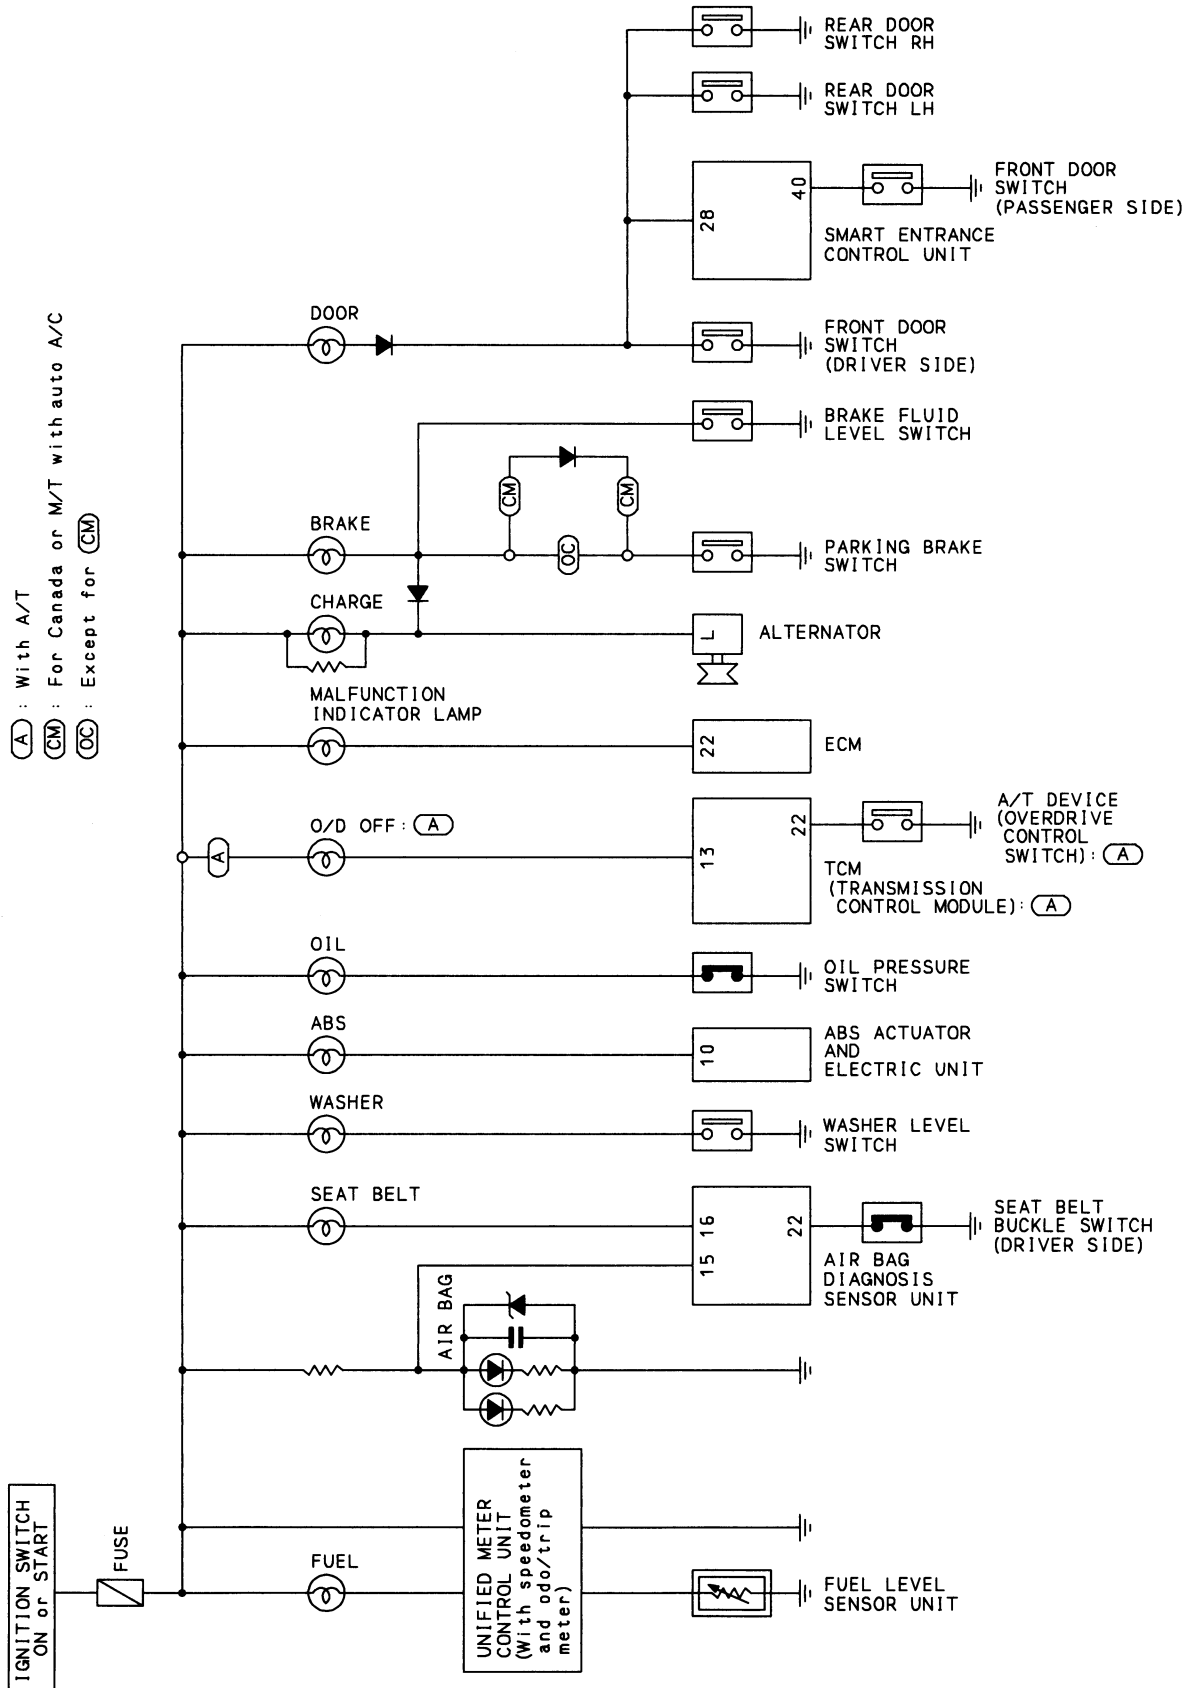 REAR DOOR
SWITCH RH
REAR DOOR
SWITCH LH
28
40
FRONT DOOR
SWITCH
(PASSENGER SIDE)
SMART ENTRANCE
CONTROL UNIT
DOOR
FRONT DOOR
SWITCH
(DRIVER SIDE)
A : With A/T
CM : For Canada or M/T with auto A/C
OC : Except for CM
BRAKE FLUID
LEVEL SWITCH
CM
CM
BRAKE
OC
PARKING BRAKE
SWITCH
CHARGE
L
ALTERNATOR
MALFUNCTION
INDICATOR LAMP
22
ECM
O/D OFF : A
A
13
22
A/T DEVICE
(OVERDRIVE
CONTROL
SWITCH) : A
TCM
(TRANSMISSION
CONTROL MODULE) : A
OIL
OIL PRESSURE
SWITCH
ABS
10
ABS ACTUATOR
AND
ELECTRIC UNIT
WASHER
WASHER LEVEL
SWITCH
SEAT BELT
16
15
22
SEAT BELT
BUCKLE SWITCH
(DRIVER SIDE)
AIR BAG
DIAGNOSIS
SENSOR UNIT
AIR BAG
IGNITION SWITCH
ON or START
FUSE
FUEL
UNIFIED METER
CONTROL UNIT
(With speedometer
and odo/trip
meter)
FUEL LEVEL
SENSOR UNIT